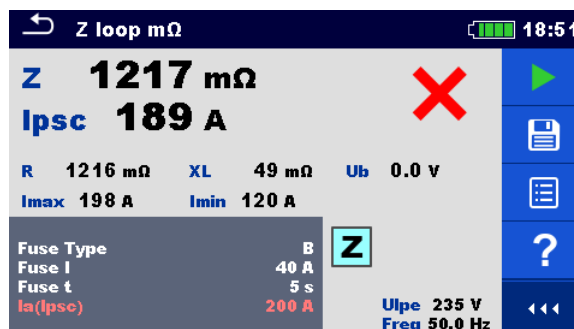 Z loop mΩ 18:51
Z 1217 mΩ
Ipsc 189 A
R 1216 mΩ XL 49 mΩ Ub 0.0 V
Imax 198 A Imin 120 A
Fuse Type B
Fuse I 40 A
Fuse t 5 s
Ia(Ipsc) 200 A
Z
Ulpe 235 V
Freq 50.0 Hz
?